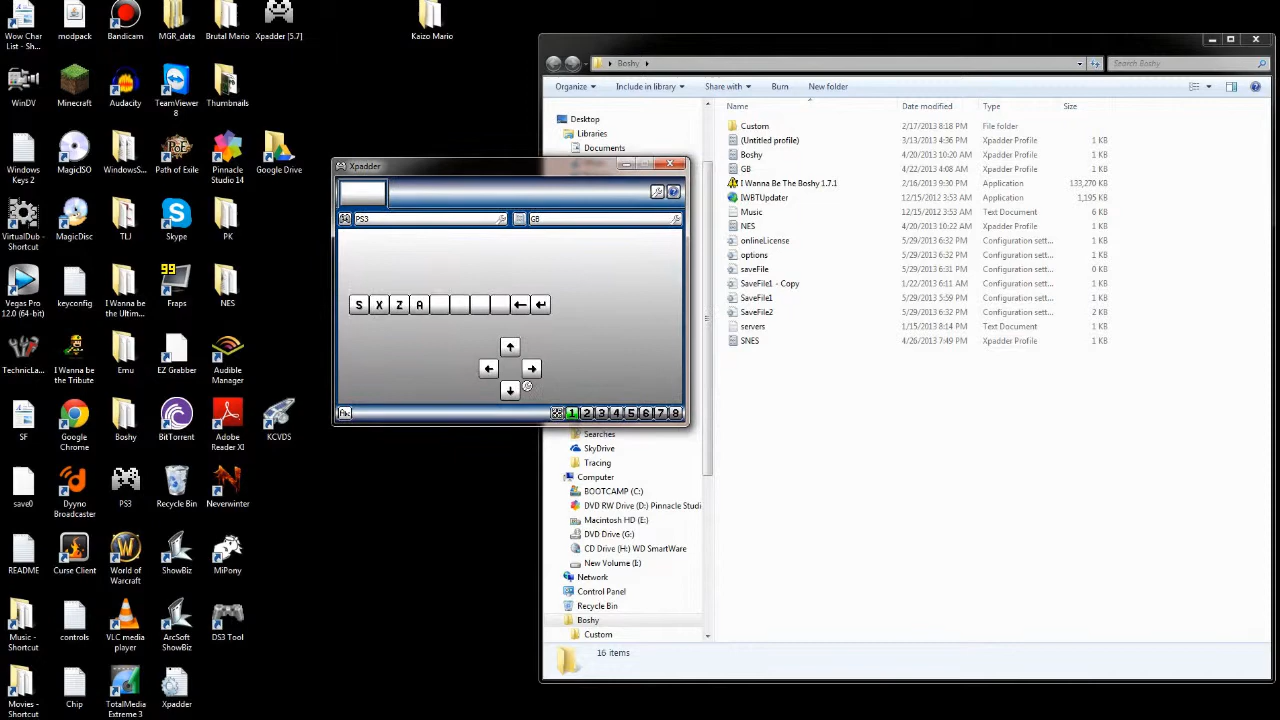 Wow Char List - Sh...
modpack
Bandicam
MGR_data
Brutal Mario
Xpadder [5.7]
Kaizo Mario
WinDV
Minecraft
Audacity
TeamViewer 8
Thumbnails
Windows Keys 2
MagicISO
WindowsS...
Path of Exile
Pinnacle Studio 14
Google Drive
VirtualDub - Shortcut
MagicDisc
TLJ
Skype
PK
Vegas Pro 12.0 (64-bit)
keyconfig
I Wanna be the Ultim...
99
Fraps
NES
TechnicLa...
I Wanna be the Tribute
Emu
EZ Grabber
Audible Manager
SF
Google Chrome
Boshy
BitTorrent
Adobe Reader XI
KCVDS
save0
Dyyno Broadcaster
PS3
Recycle Bin
Neverwinter
README
Curse Client
World of Warcraft
ShowBiz
MiPony
Music - Shortcut
controls
VLC media player
ArcSoft ShowBiz
DS3 Tool
Movies - Shortcut
Chip
TotalMedia Extreme 3
Xpadder
Xpadder
PS3
GB
S X Z A
1 2 3 4 5 6 7 8
Boshy
Search Boshy
Organize Include in library Share with Burn New folder
Name Date modified Type Size
Desktop
Libraries
Documents
Searches
SkyDrive
Tracing
Computer
BOOTCAMP (C:)
DVD RW Drive (D:) Pinnacle Studi
Macintosh HD (E:)
DVD Drive (G:)
CD Drive (H:) WD SmartWare
New Volume (E)
Network
Control Panel
Recycle Bin
Boshy
Custom
Custom 2/17/2013 8:18 PM File folder
(Untitled profile) 3/13/2013 4:36 PM Xpadder Profile 1 KB
Boshy 4/20/2013 10:20 AM Xpadder Profile 1 KB
GB 4/22/2013 4:08 AM Xpadder Profile 1 KB
I Wanna Be The Boshy 1.7.1 2/16/2013 9:30 PM Application 133,270 KB
IWBTUpdater 12/15/2012 3:53 AM Application 1,195 KB
Music 12/15/2012 3:53 AM Text Document 6 KB
NES 4/20/2013 10:22 AM Xpadder Profile 1 KB
onlineLicense 5/29/2013 6:32 PM Configuration sett... 1 KB
options 5/29/2013 6:32 PM Configuration sett... 1 KB
saveFile 5/29/2013 6:31 PM Configuration sett... 0 KB
SaveFile1 - Copy 1/22/2013 6:11 AM Configuration sett... 1 KB
SaveFile1 5/29/2013 5:59 PM Configuration sett... 1 KB
SaveFile2 5/29/2013 6:32 PM Configuration sett... 2 KB
servers 1/15/2013 8:14 PM Text Document 1 KB
SNES 4/26/2013 7:49 PM Xpadder Profile 1 KB
16 items